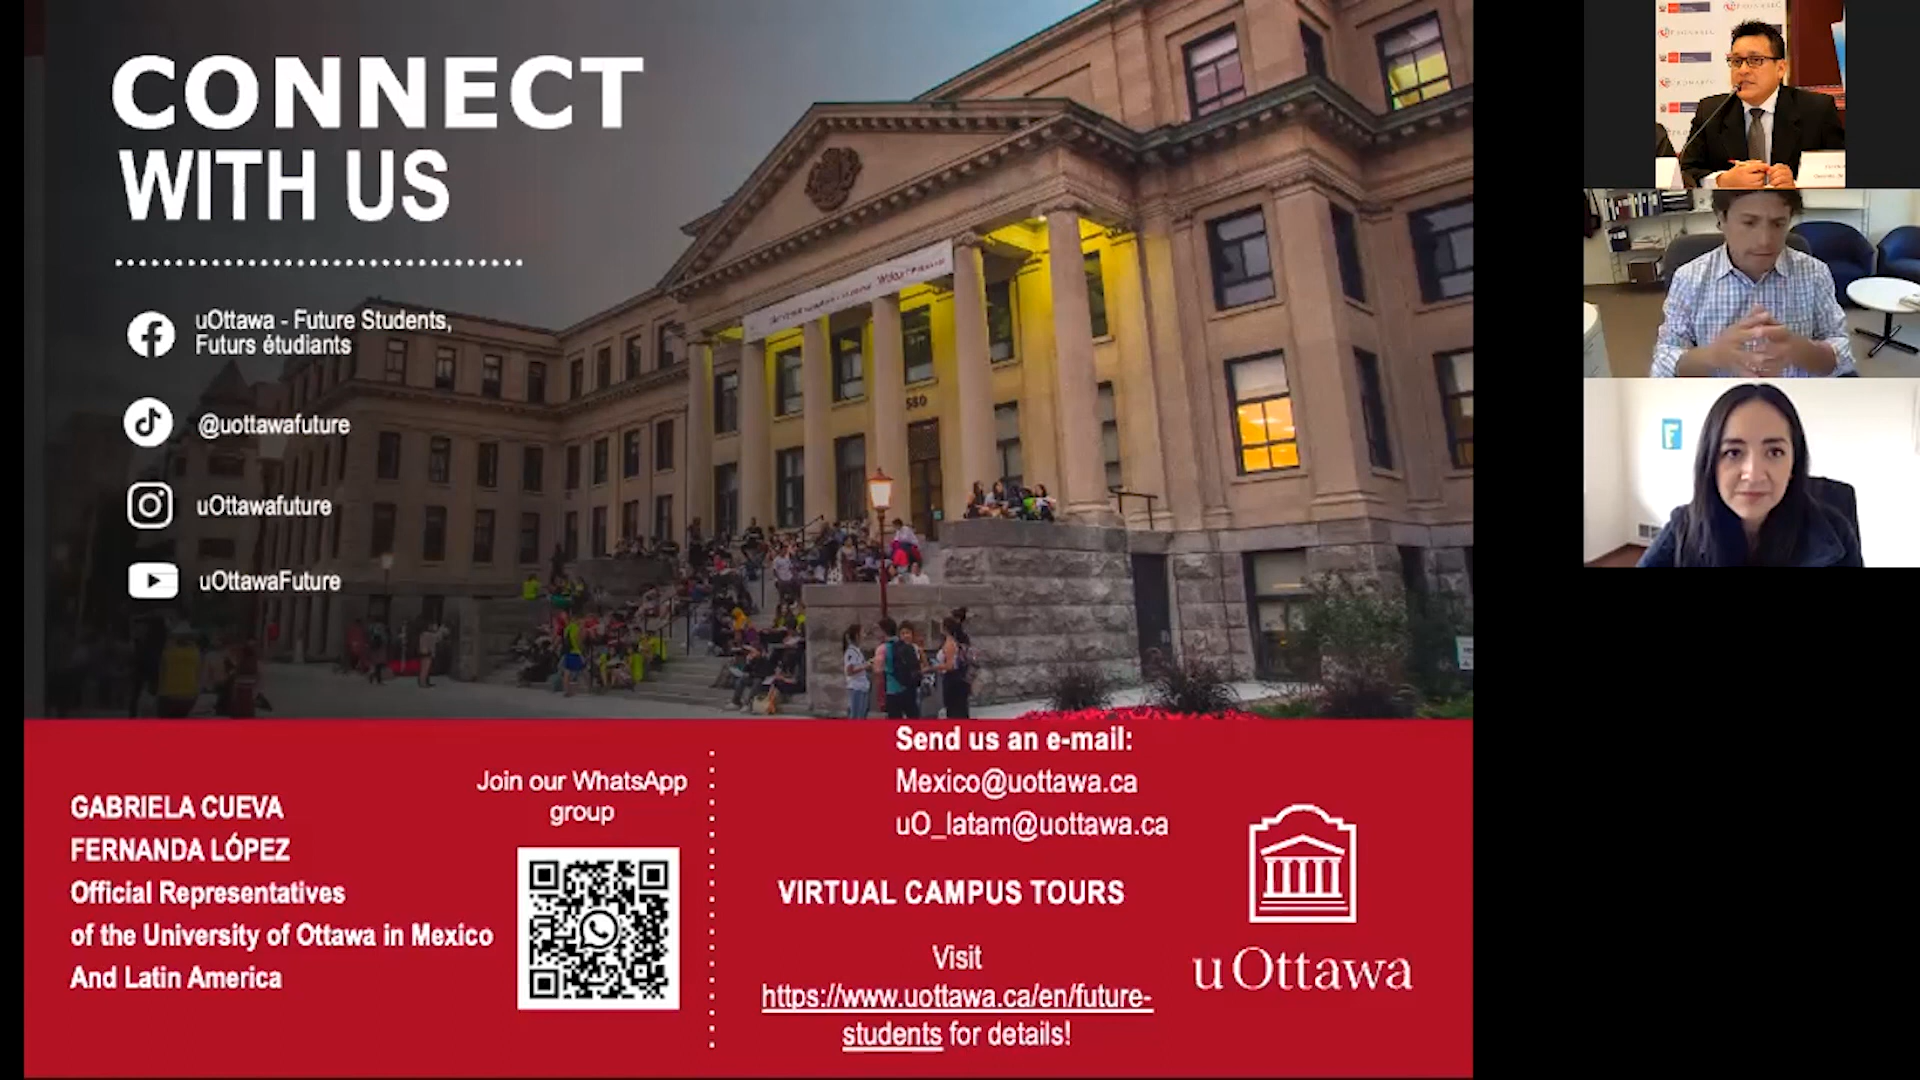 CONNECT
WITH US
uOttawa - Future Students,
Futurs étudiants
@uottawafuture
uOttawafuture
uOttawaFuture
580
GABRIELA CUEVA
FERNANDA LÓPEZ
Official Representatives
of the University of Ottawa in Mexico
And Latin America
Join our WhatsApp
group
Send us an e-mail:
Mexico@uottawa.ca
uO_latam@uottawa.ca
VIRTUAL CAMPUS TOURS
Visit
https://www.uottawa.ca/en/future-
students for details!
uOttawa
F